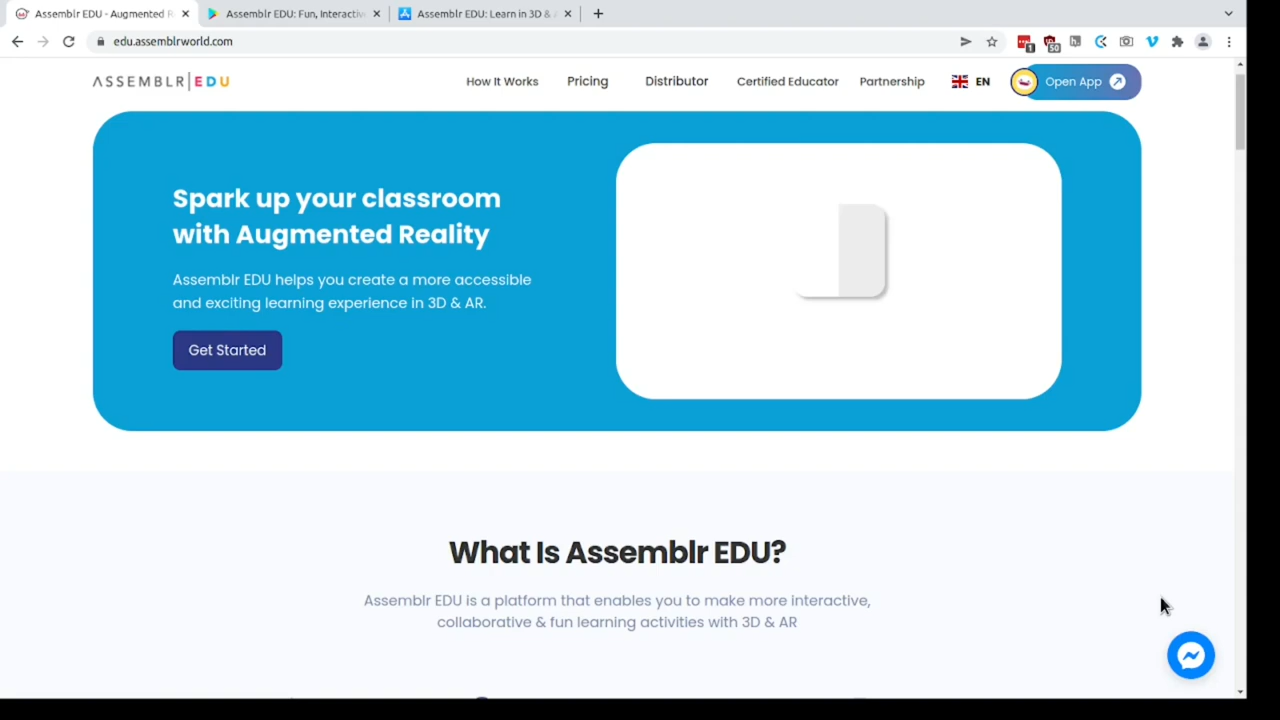 Assemblr EDU - Augmented R
Assemblr EDU: Fun, Interactiv
Assemblr EDU: Learn in 3D &
edu.assemblrworld.com
1
50
ASSEMBLR|EDU
How It Works
Pricing
Distributor
Certified Educator
Partnership
EN
Open App
Spark up your classroom
with Augmented Reality
Assemblr EDU helps you create a more accessible
and exciting learning experience in 3D & AR.
Get Started
What Is Assemblr EDU?
Assemblr EDU is a platform that enables you to make more interactive,
collaborative & fun learning activities with 3D & AR